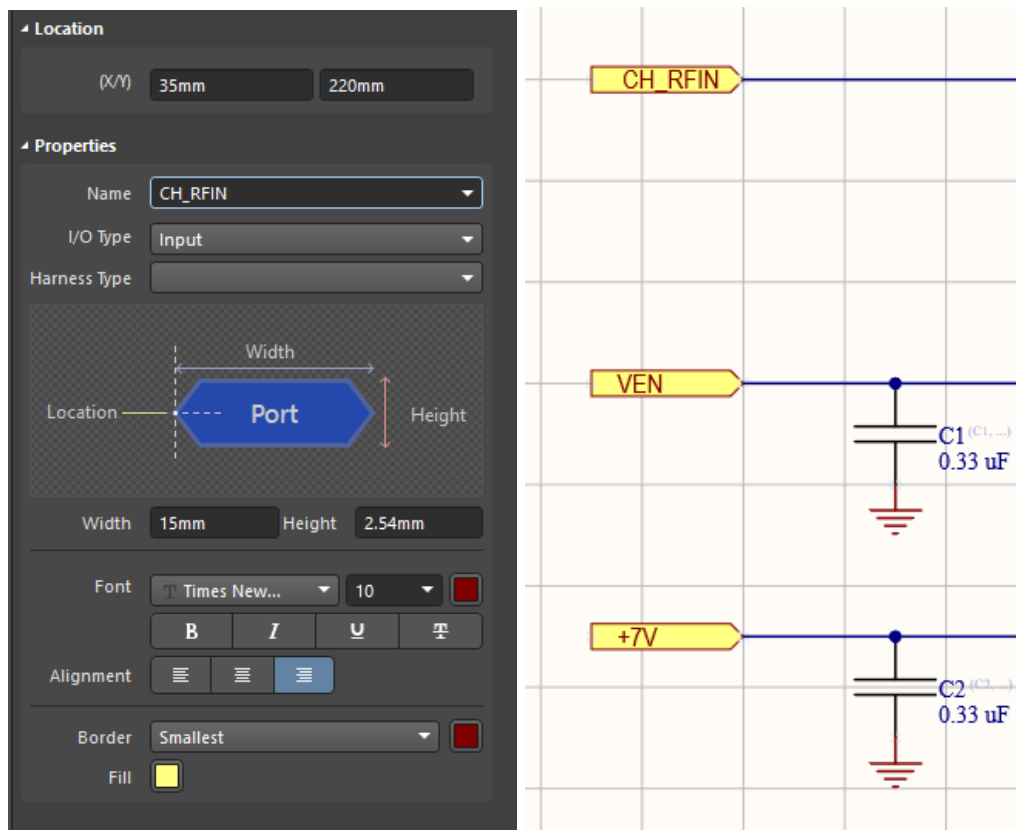 Location
(X/Y) 35mm 220mm
Properties
Name CH_RFIN
I/O Type Input
Harness Type
Width
Location Port Height
Width 15mm Height 2.54mm
Font T Times New... 10
B I U T
Alignment
Border Smallest
Fill
CH_RFIN
VEN
C1 (C1, ...)
0.33 uF
+7V
C2 (C2, ...)
0.33 uF